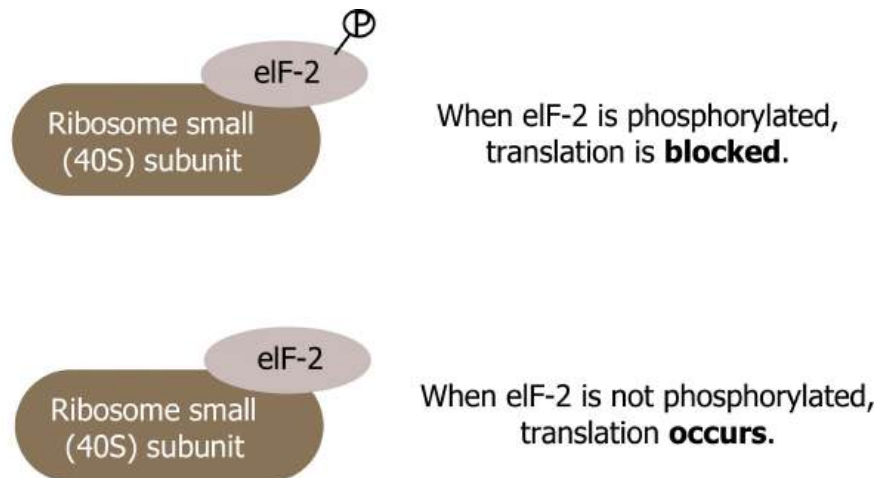 P
eIF-2
Ribosome small
(40S) subunit
When eIF-2 is phosphorylated,
translation is blocked.
eIF-2
Ribosome small
(40S) subunit
When eIF-2 is not phosphorylated,
translation occurs.